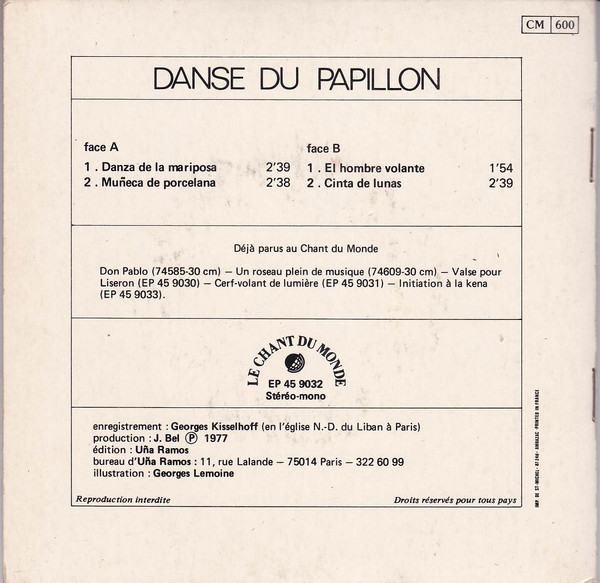 CM 600
DANSE DU PAPILLON
face A
1 . Danza de la mariposa 2'39
2 . Muñeca de porcelana 2'38
face B
1 . El hombre volante 1'54
2 . Cinta de lunas 2'39
Déjà parus au Chant du Monde
Don Pablo (74585-30 cm) – Un roseau plein de musique (74609-30 cm) – Valse pour
Liseron (EP 45 9030) – Cerf-volant de lumière (EP 45 9031) – Initiation à la kena
(EP 45 9033).
LE CHANT DU MONDE
EP 45 9032
Stéréo-mono
enregistrement : Georges Kisselhoff (en l'église N.-D. du Liban à Paris)
production : J. Bel Ⓟ 1977
édition : Uña Ramos
bureau d'Uña Ramos : 11, rue Lalande – 75014 Paris – 322 60 99
illustration : Georges Lemoine
Reproduction interdite
Droits réservés pour tous pays
IMP. DE ST-MICHEL - 07200 - AUBENAS - PRINTED IN FRANCE